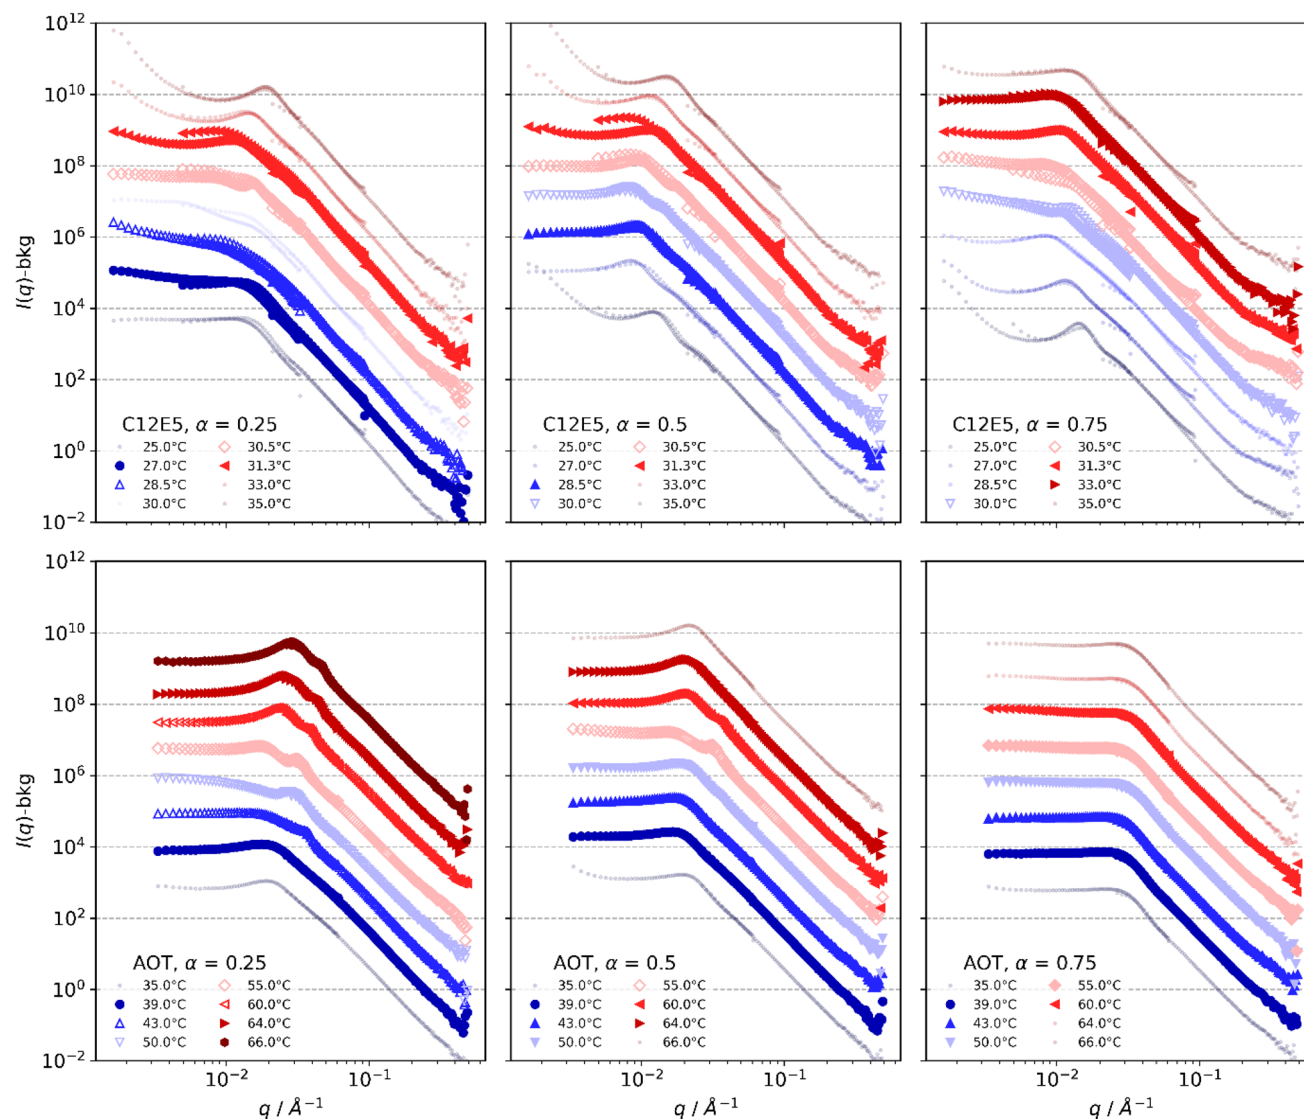 10¹²
10¹⁰
10⁸
10⁶
10⁴
10²
10⁰
10⁻²
I(q)-bkg
C12E5, α = 0.25
25.0°C 30.5°C
27.0°C 31.3°C
28.5°C 33.0°C
30.0°C 35.0°C
C12E5, α = 0.5
25.0°C 30.5°C
27.0°C 31.3°C
28.5°C 33.0°C
30.0°C 35.0°C
C12E5, α = 0.75
25.0°C 30.5°C
27.0°C 31.3°C
28.5°C 33.0°C
30.0°C 35.0°C
10¹²
10¹⁰
10⁸
10⁶
10⁴
10²
10⁰
10⁻²
I(q)-bkg
AOT, α = 0.25
35.0°C 55.0°C
39.0°C 60.0°C
43.0°C 64.0°C
50.0°C 66.0°C
AOT, α = 0.5
35.0°C 55.0°C
39.0°C 60.0°C
43.0°C 64.0°C
50.0°C 66.0°C
AOT, α = 0.75
35.0°C 55.0°C
39.0°C 60.0°C
43.0°C 64.0°C
50.0°C 66.0°C
10⁻² 10⁻¹ 10⁻² 10⁻¹ 10⁻² 10⁻¹
q / Å⁻¹ q / Å⁻¹ q / Å⁻¹